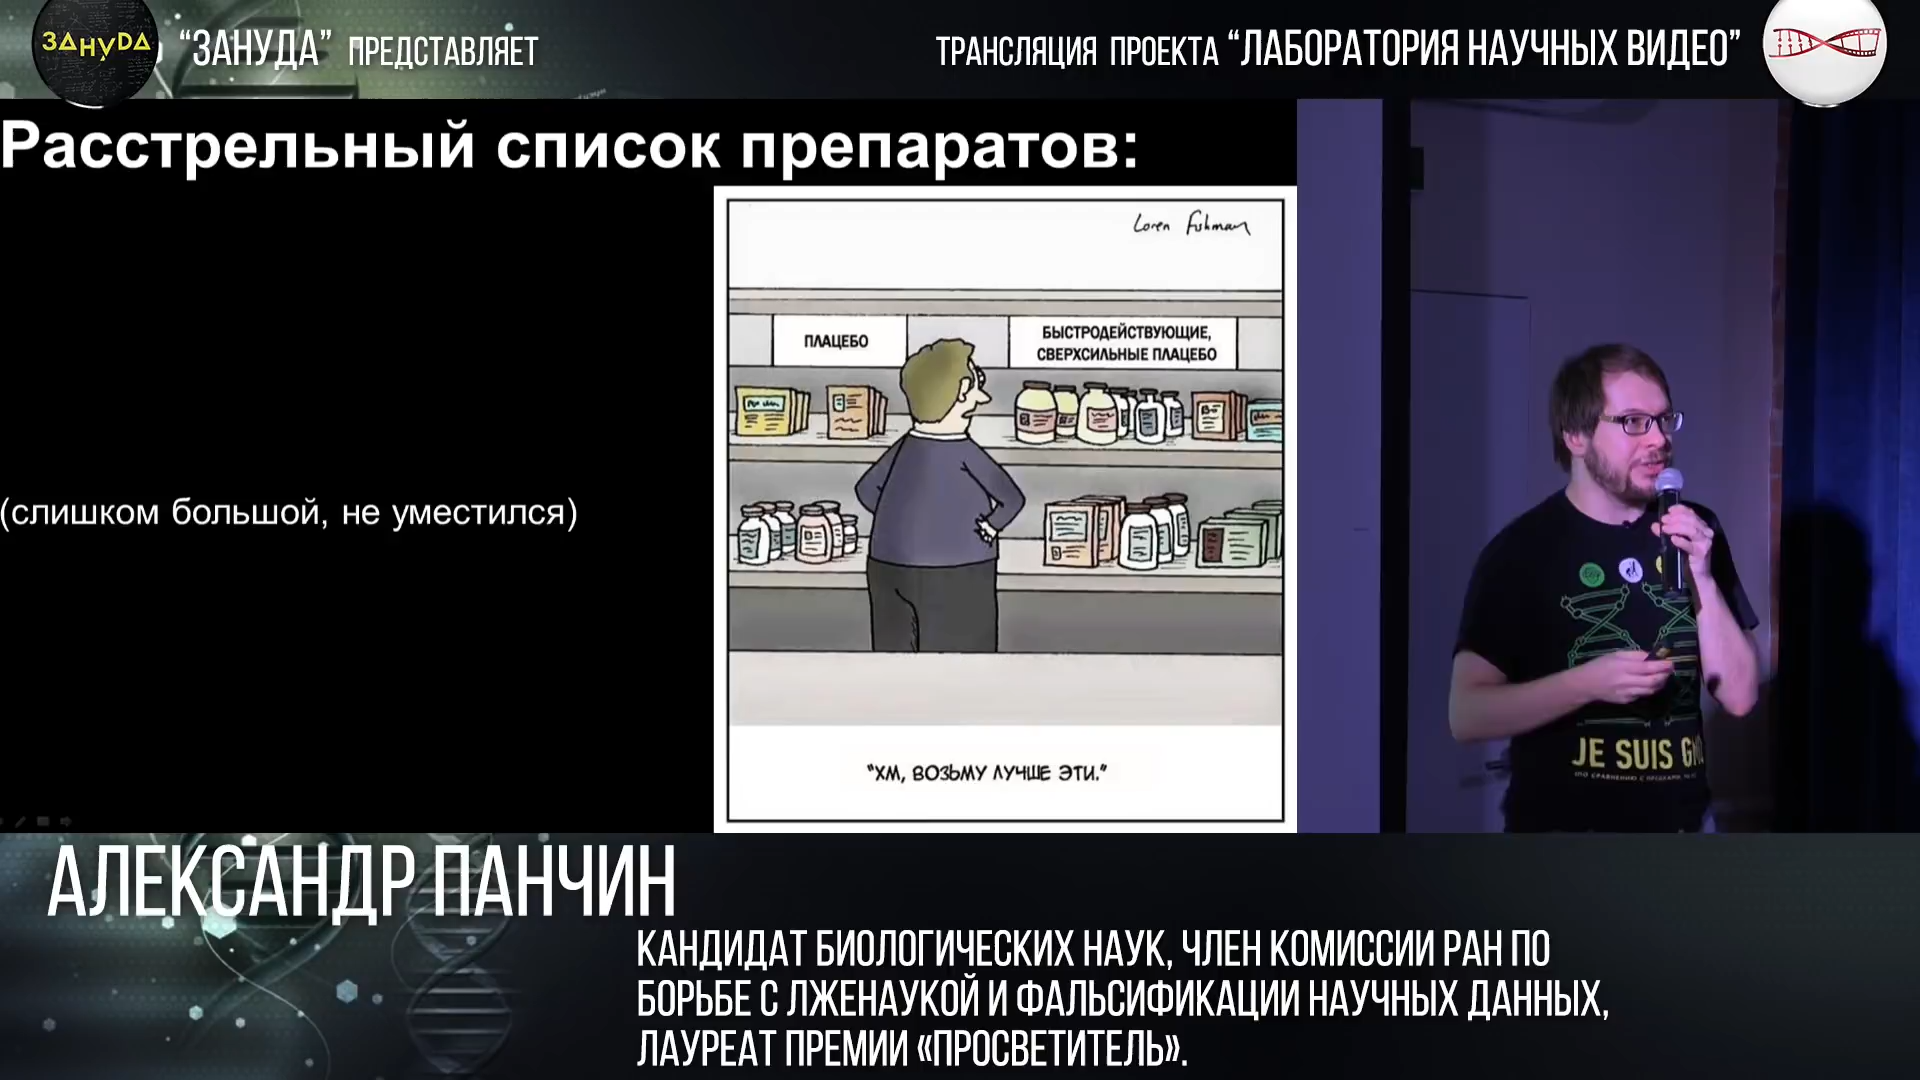 ЗАНУДА
“ЗАНУДА” ПРЕДСТАВЛЯЕТ
ТРАНСЛЯЦИЯ ПРОЕКТА “ЛАБОРАТОРИЯ НАУЧНЫХ ВИДЕО”
Расстрельный список препаратов:
Loren Fishman
ПЛАЦЕБО
БЫСТРОДЕЙСТВУЮЩИЕ,
СВЕРХСИЛЬНЫЕ ПЛАЦЕБО
(слишком большой, не уместился)
"ХМ, ВОЗЬМУ ЛУЧШЕ ЭТИ."
JE SUIS GMO
АЛЕКСАНДР ПАНЧИН
КАНДИДАТ БИОЛОГИЧЕСКИХ НАУК, ЧЛЕН КОМИССИИ РАН ПО
БОРЬБЕ С ЛЖЕНАУКОЙ И ФАЛЬСИФИКАЦИИ НАУЧНЫХ ДАННЫХ,
ЛАУРЕАТ ПРЕМИИ «ПРОСВЕТИТЕЛЬ».